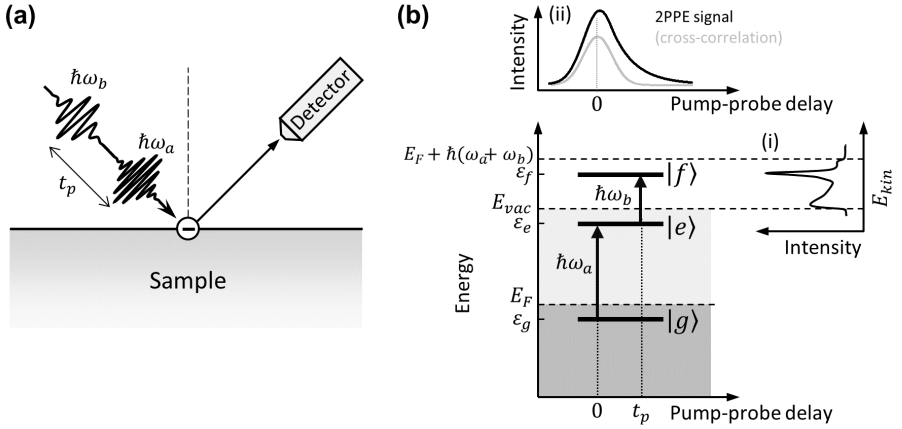 (a)
ħω_b
ħω_a
t_p
Detector
Sample
(b)
(ii)
Intensity
2PPE signal
(cross-correlation)
0
Pump-probe delay
E_F + ħ(ω_a + ω_b)
ε_f
|f⟩
ħω_b
E_vac
ε_e
|e⟩
ħω_a
Energy
E_F
ε_g
|g⟩
0
t_p
Pump-probe delay
(i)
E_kin
Intensity